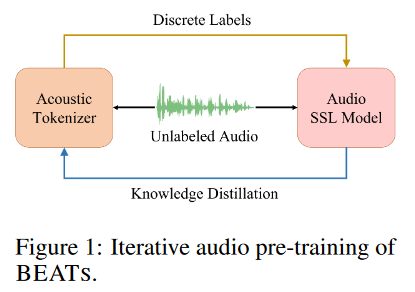 Discrete Labels
Acoustic
Tokenizer
Unlabeled Audio
Audio
SSL Model
Knowledge Distillation
Figure 1: Iterative audio pre-training of
BEATS.